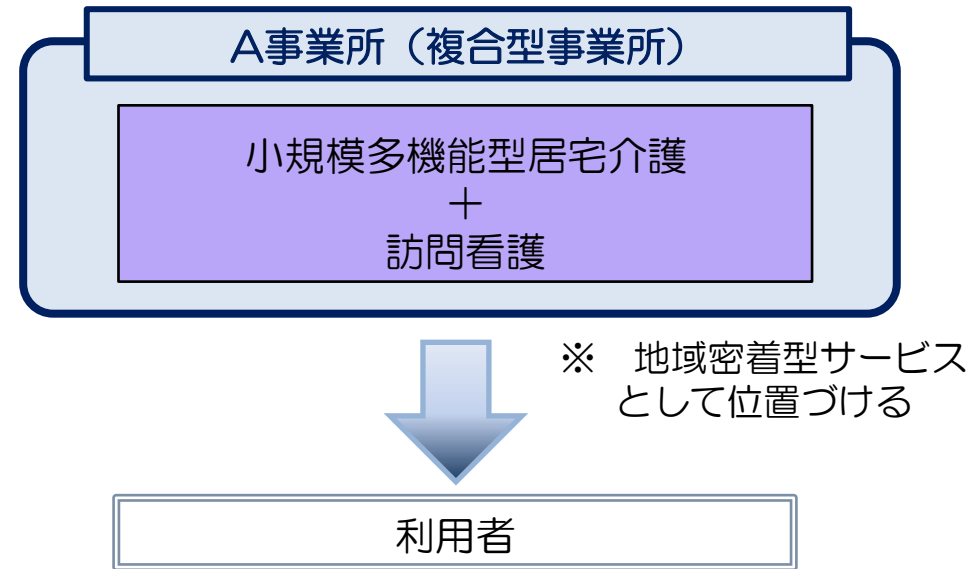 A事業所（複合型事業所）
小規模多機能型居宅介護
＋
訪問看護
※　地域密着型サービス
として位置づける
利用者